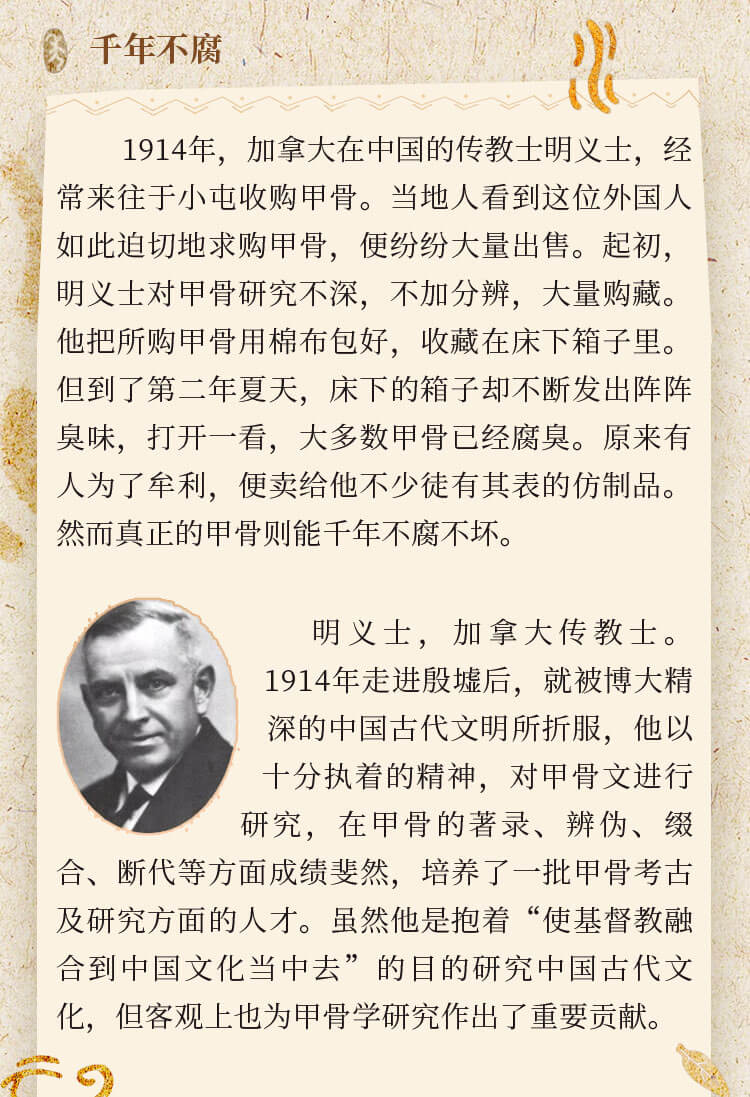 千年不腐
1914年，加拿大在中国的传教士明义士，经
常来往于小屯收购甲骨。当地人看到这位外国人
如此迫切地求购甲骨，便纷纷大量出售。起初，
明义士对甲骨研究不深，不加分辨，大量购藏。
他把所购甲骨用棉布包好，收藏在床下箱子里。
但到了第二年夏天，床下的箱子却不断发出阵阵
臭味，打开一看，大多数甲骨已经腐臭。原来有
人为了牟利，便卖给他不少徒有其表的仿制品。
然而真正的甲骨则能千年不腐不坏。
明义士，加拿大传教士。
1914年走进殷墟后，就被博大精
深的中国古代文明所折服，他以
十分执着的精神，对甲骨文进行
研究，在甲骨的著录、辨伪、缀
合、断代等方面成绩斐然，培养了一批甲骨考古
及研究方面的人才。虽然他是抱着“使基督教融
合到中国文化当中去”的目的研究中国古代文
化，但客观上也为甲骨学研究作出了重要贡献。